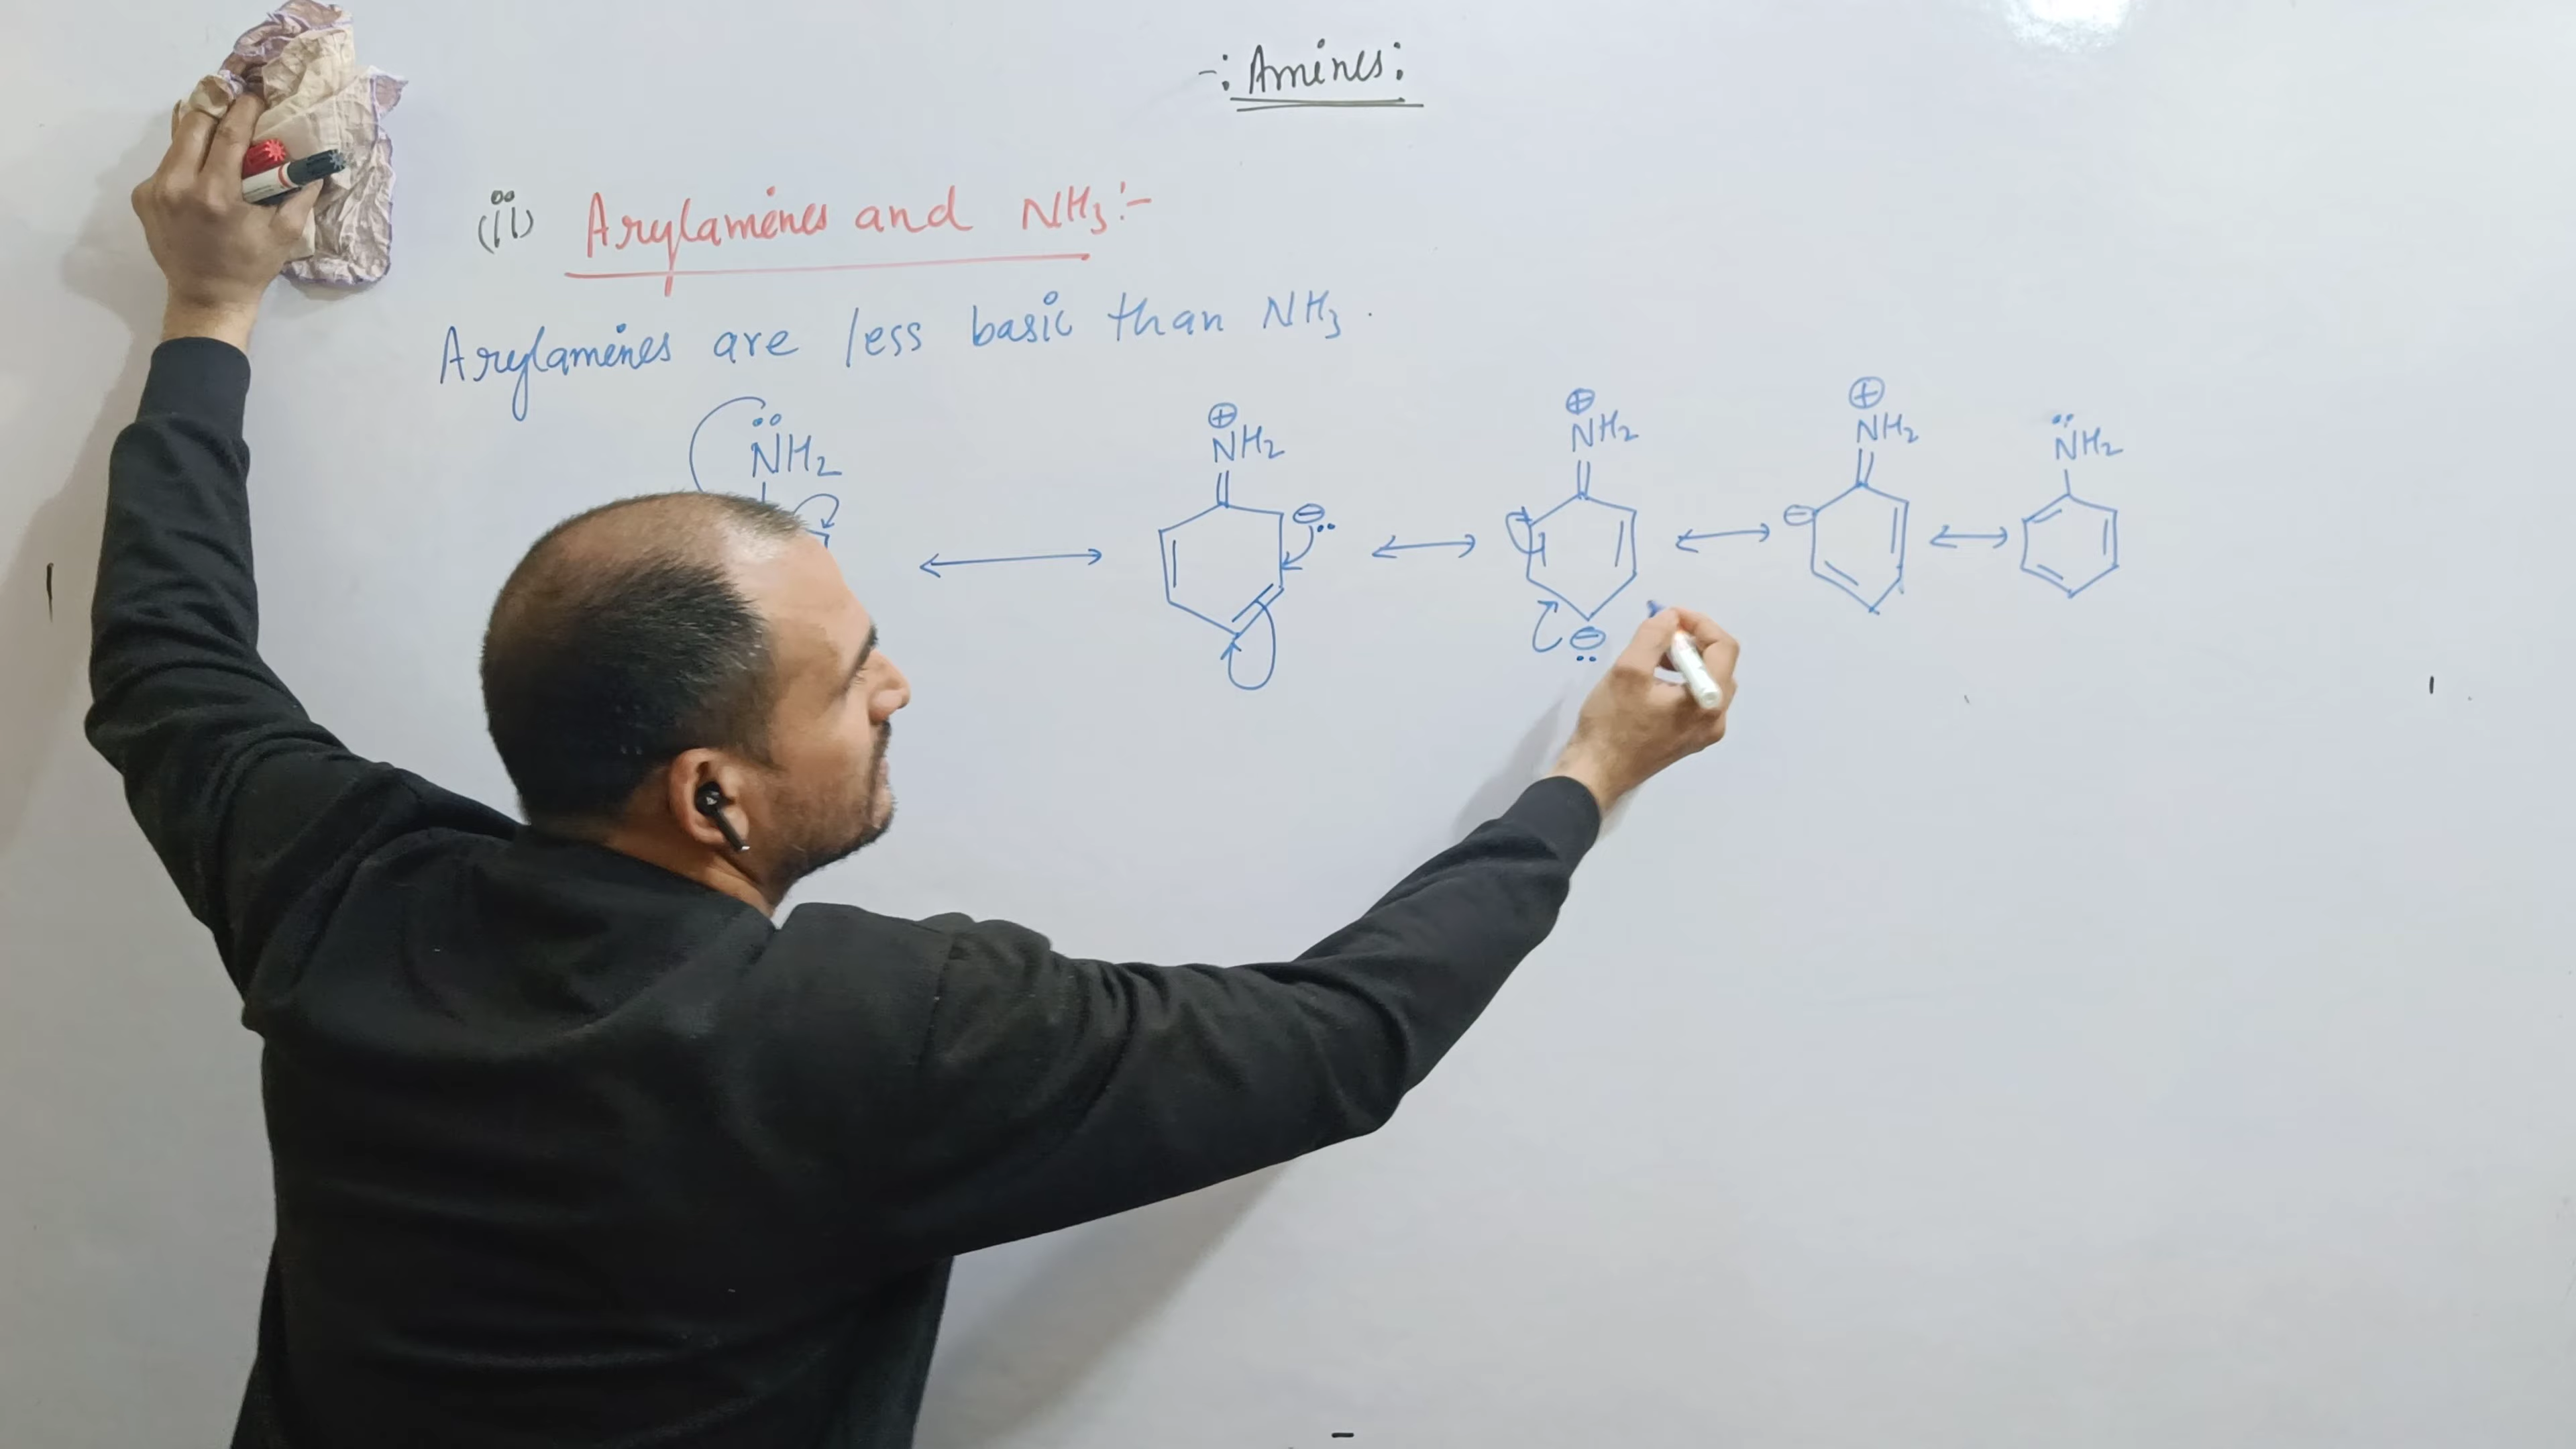 -: Amines:
(ii) Arylamines and NH3:-
Arylamines are less basic than NH3.
NH2 ⊕NH2 ⊕NH2 ⊕NH2 NH2
⊖ ⊖ ⊖